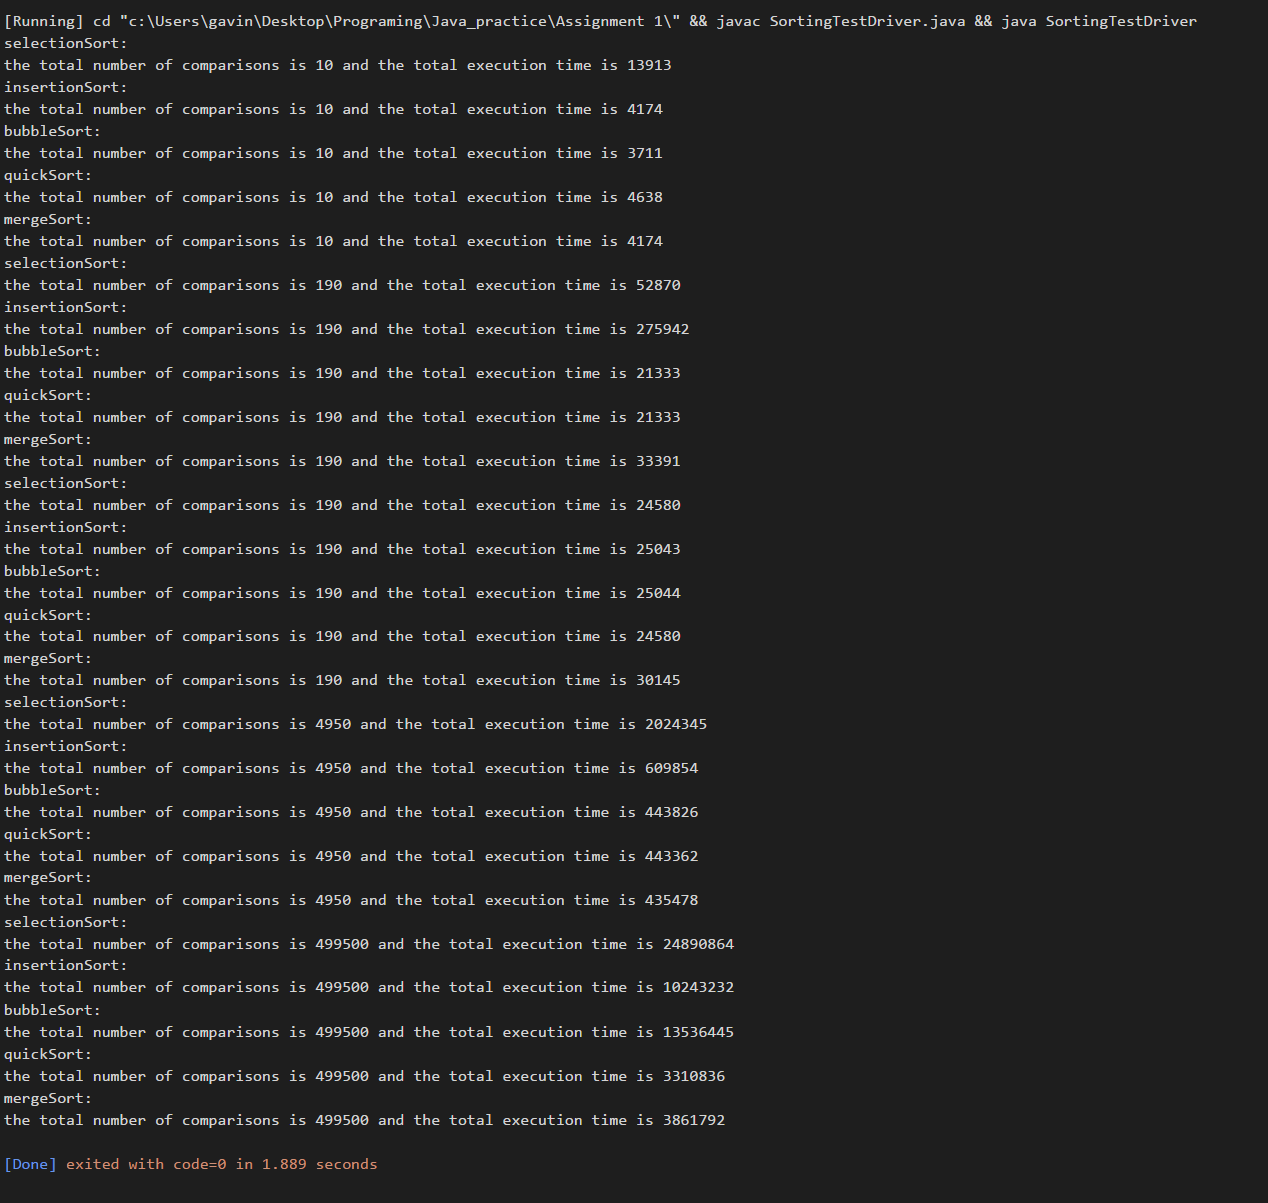 [Running] cd "c:\Users\gavin\Desktop\Programing\Java_practice\Assignment 1\" && javac SortingTestDriver.java && java SortingTestDriver
selectionSort:
the total number of comparisons is 10 and the total execution time is 13913
insertionSort:
the total number of comparisons is 10 and the total execution time is 4174
bubbleSort:
the total number of comparisons is 10 and the total execution time is 3711
quickSort:
the total number of comparisons is 10 and the total execution time is 4638
mergeSort:
the total number of comparisons is 10 and the total execution time is 4174
selectionSort:
the total number of comparisons is 190 and the total execution time is 52870
insertionSort:
the total number of comparisons is 190 and the total execution time is 275942
bubbleSort:
the total number of comparisons is 190 and the total execution time is 21333
quickSort:
the total number of comparisons is 190 and the total execution time is 21333
mergeSort:
the total number of comparisons is 190 and the total execution time is 33391
selectionSort:
the total number of comparisons is 190 and the total execution time is 24580
insertionSort:
the total number of comparisons is 190 and the total execution time is 25043
bubbleSort:
the total number of comparisons is 190 and the total execution time is 25044
quickSort:
the total number of comparisons is 190 and the total execution time is 24580
mergeSort:
the total number of comparisons is 190 and the total execution time is 30145
selectionSort:
the total number of comparisons is 4950 and the total execution time is 2024345
insertionSort:
the total number of comparisons is 4950 and the total execution time is 609854
bubbleSort:
the total number of comparisons is 4950 and the total execution time is 443826
quickSort:
the total number of comparisons is 4950 and the total execution time is 443362
mergeSort:
the total number of comparisons is 4950 and the total execution time is 435478
selectionSort:
the total number of comparisons is 499500 and the total execution time is 24890864
insertionSort:
the total number of comparisons is 499500 and the total execution time is 10243232
bubbleSort:
the total number of comparisons is 499500 and the total execution time is 13536445
quickSort:
the total number of comparisons is 499500 and the total execution time is 3310836
mergeSort:
the total number of comparisons is 499500 and the total execution time is 3861792
[Done] exited with code=0 in 1.889 seconds